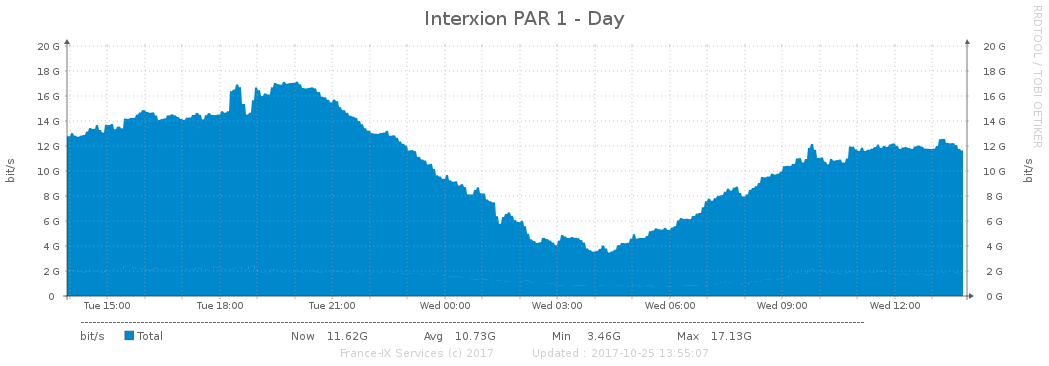 Interxion PAR 1 - Day
RRDTOOL / TOBI OETIKER
bit/s
20 G 20 G
18 G 18 G
16 G 16 G
14 G 14 G
12 G 12 G
10 G 10 G
8 G 8 G
6 G 6 G
4 G 4 G
2 G 2 G
0 0 G
bit/s
Tue 15:00 Tue 18:00 Tue 21:00 Wed 00:00 Wed 03:00 Wed 06:00 Wed 09:00 Wed 12:00
bit/s Total Now 11.62G Avg 10.73G Min 3.46G Max 17.13G
France-IX Services (c) 2017 Updated : 2017-10-25 13:55:07